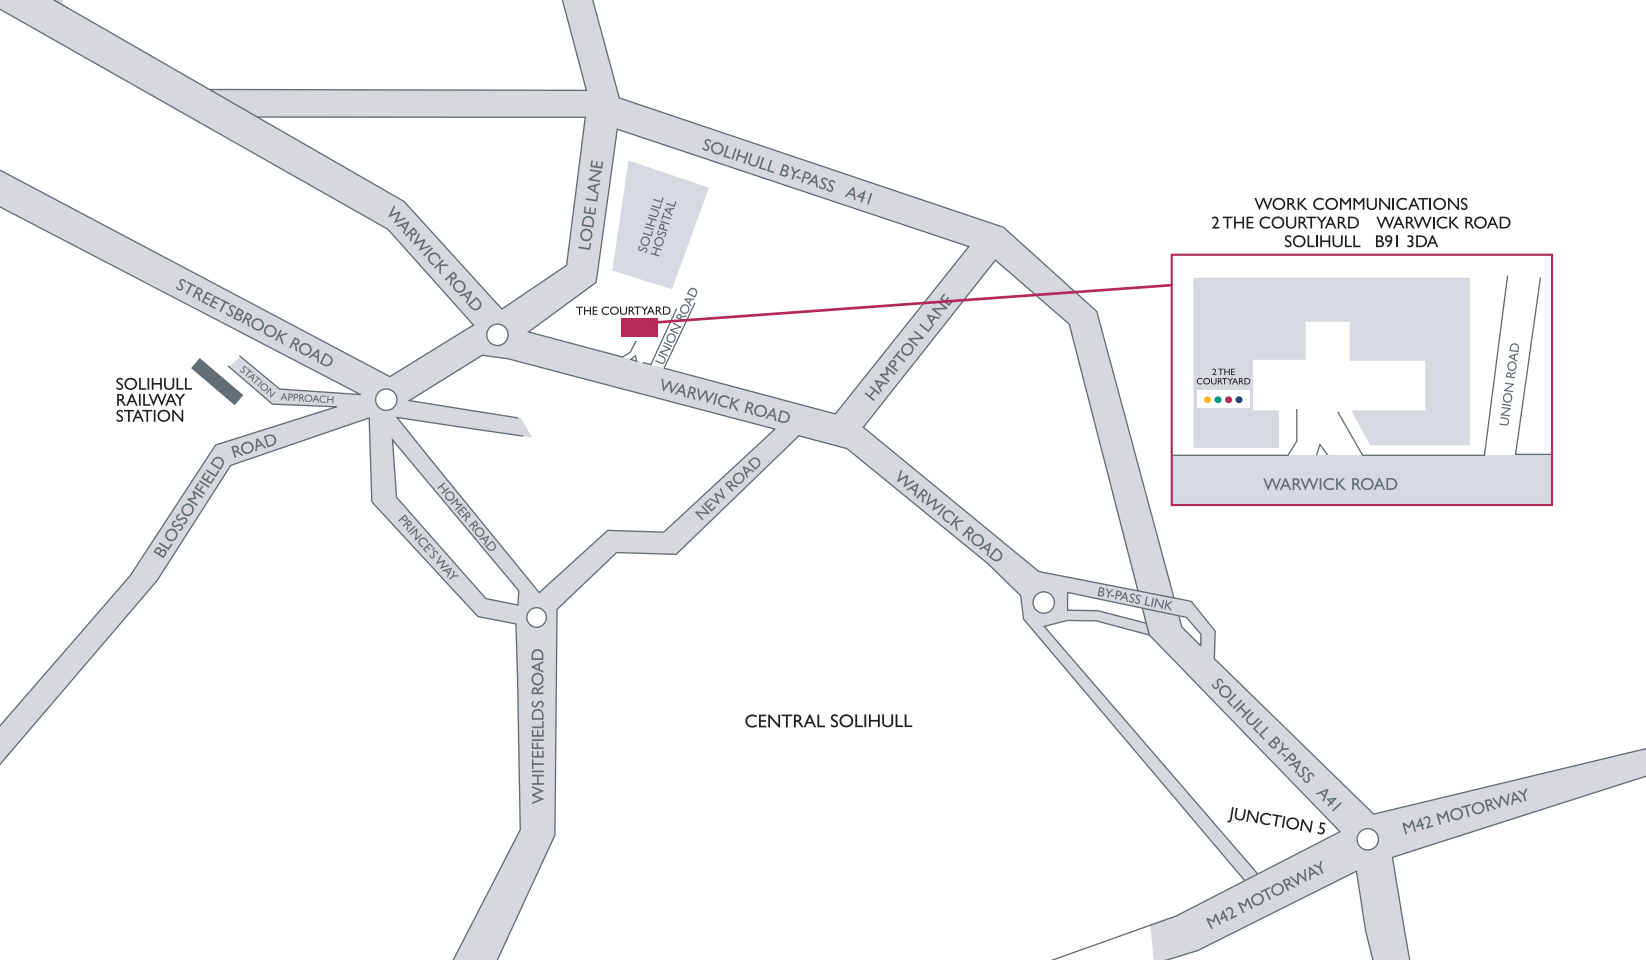 SOLIHULL BY-PASS A41
LODE LANE
SOLIHULL
HOSPITAL
WARWICK ROAD
STREETSBROOK ROAD
THE COURTYARD
UNION ROAD
HAMPTON LANE
WORK COMMUNICATIONS
2 THE COURTYARD WARWICK ROAD
SOLIHULL B91 3DA
2 THE
COURTYARD
UNION ROAD
WARWICK ROAD
SOLIHULL
RAILWAY
STATION
STATION APPROACH
WARWICK ROAD
BLOSSOMFIELD ROAD
HOMER ROAD
PRINCE'S WAY
NEW ROAD
WARWICK ROAD
BY-PASS LINK
WHITEFIELDS ROAD
CENTRAL SOLIHULL
SOLIHULL BY-PASS A41
JUNCTION 5
M42 MOTORWAY
M42 MOTORWAY